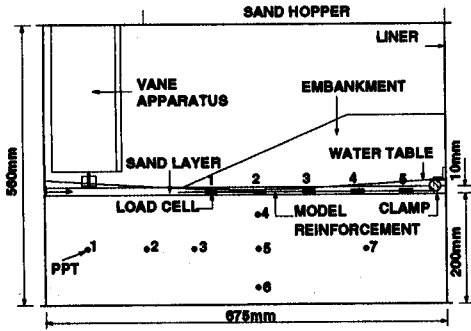 SAND HOPPER
LINER
VANE
APPARATUS
EMBANKMENT
SAND LAYER
WATER TABLE
560mm
10mm
1 2 3 4 5
LOAD CELL
MODEL
REINFORCEMENT
CLAMP
4
1 2 3 5 7
PPT
6
200mm
675mm